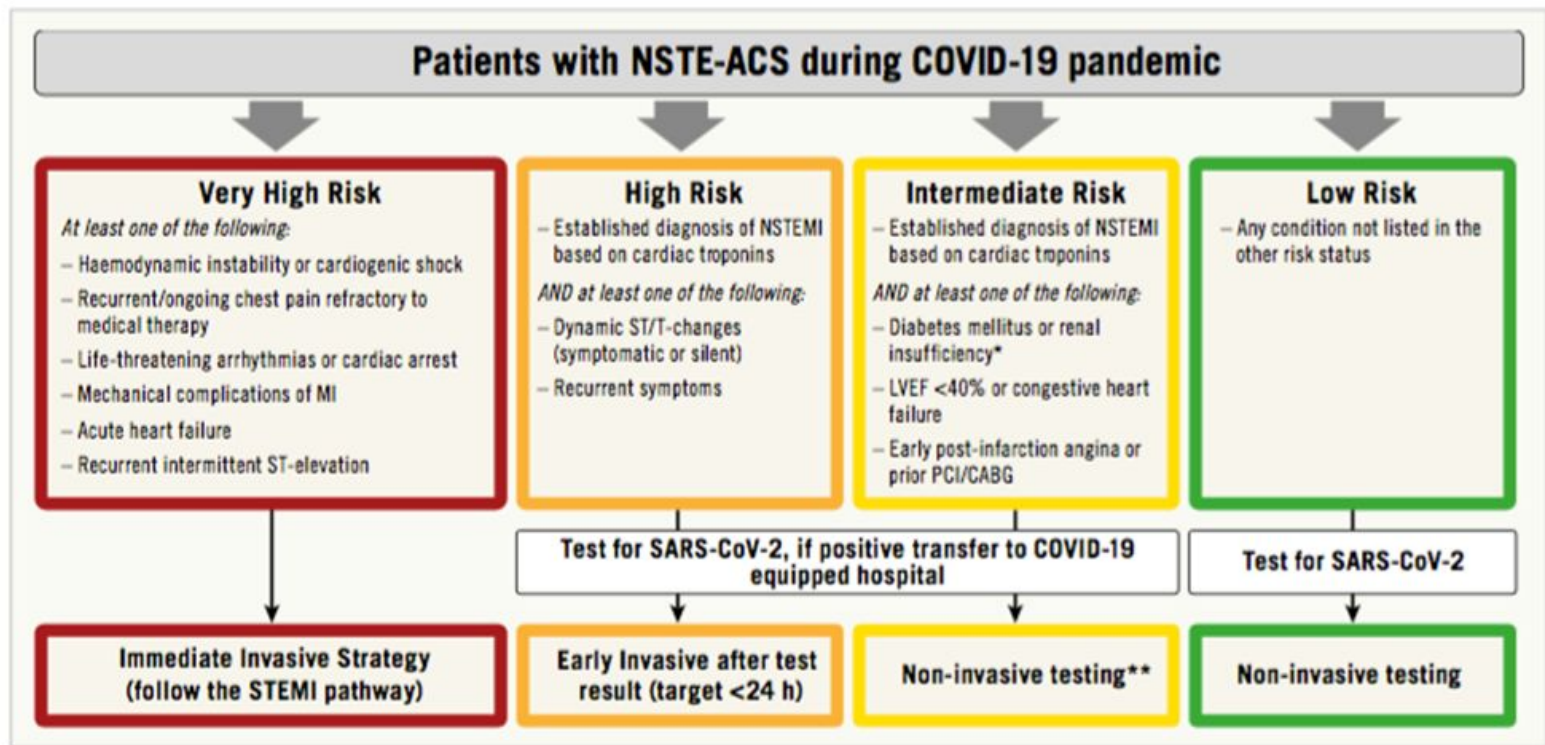 Patients with NSTE-ACS during COVID-19 pandemic
Very High Risk
At least one of the following:
– Haemodynamic instability or cardiogenic shock
– Recurrent/ongoing chest pain refractory to
medical therapy
– Life-threatening arrhythmias or cardiac arrest
– Mechanical complications of MI
– Acute heart failure
– Recurrent intermittent ST-elevation
High Risk
– Established diagnosis of NSTEMI
based on cardiac troponins
AND at least one of the following:
– Dynamic ST/T-changes
(symptomatic or silent)
– Recurrent symptoms
Intermediate Risk
– Established diagnosis of NSTEMI
based on cardiac troponins
AND at least one of the following:
– Diabetes mellitus or renal
insufficiency*
– LVEF <40% or congestive heart
failure
– Early post-infarction angina or
prior PCI/CABG
Low Risk
– Any condition not listed in the
other risk status
Test for SARS-CoV-2, if positive transfer to COVID-19
equipped hospital
Test for SARS-CoV-2
Immediate Invasive Strategy
(follow the STEMI pathway)
Early Invasive after test
result (target <24 h)
Non-invasive testing**
Non-invasive testing